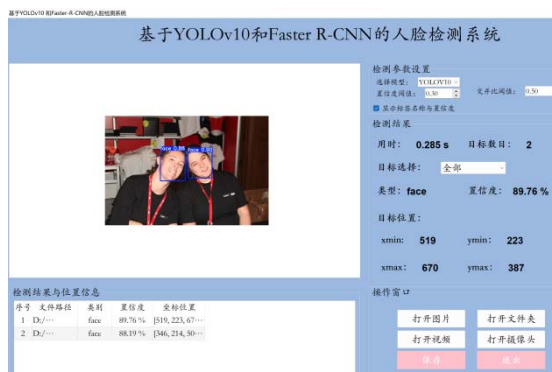 基于YOLOv10和Faster-R-CNN的人脸检测系统
基于YOLOv10和Faster R-CNN的人脸检测系统
检测参数设置
选择模型： YOLOV10
置信度阈值： 0.30 交并比阈值： 0.50
显示标签名称与置信度
检测结果
用时： 0.285 s 目标数目： 2
目标选择： 全部
类型： face 置信度： 89.76 %
目标位置：
xmin: 519 ymin: 223
xmax: 670 ymax: 387
face 0.88 face 0.90
检测结果与位置信息
序号 文件路径 类别 置信度 坐标位置
1 D:/··· face 89.76 % [519, 223, 67···
2 D:/··· face 88.19 % [346, 214, 50···
操作窗口
打开图片 打开文件夹
打开视频 打开摄像头
保存 退出